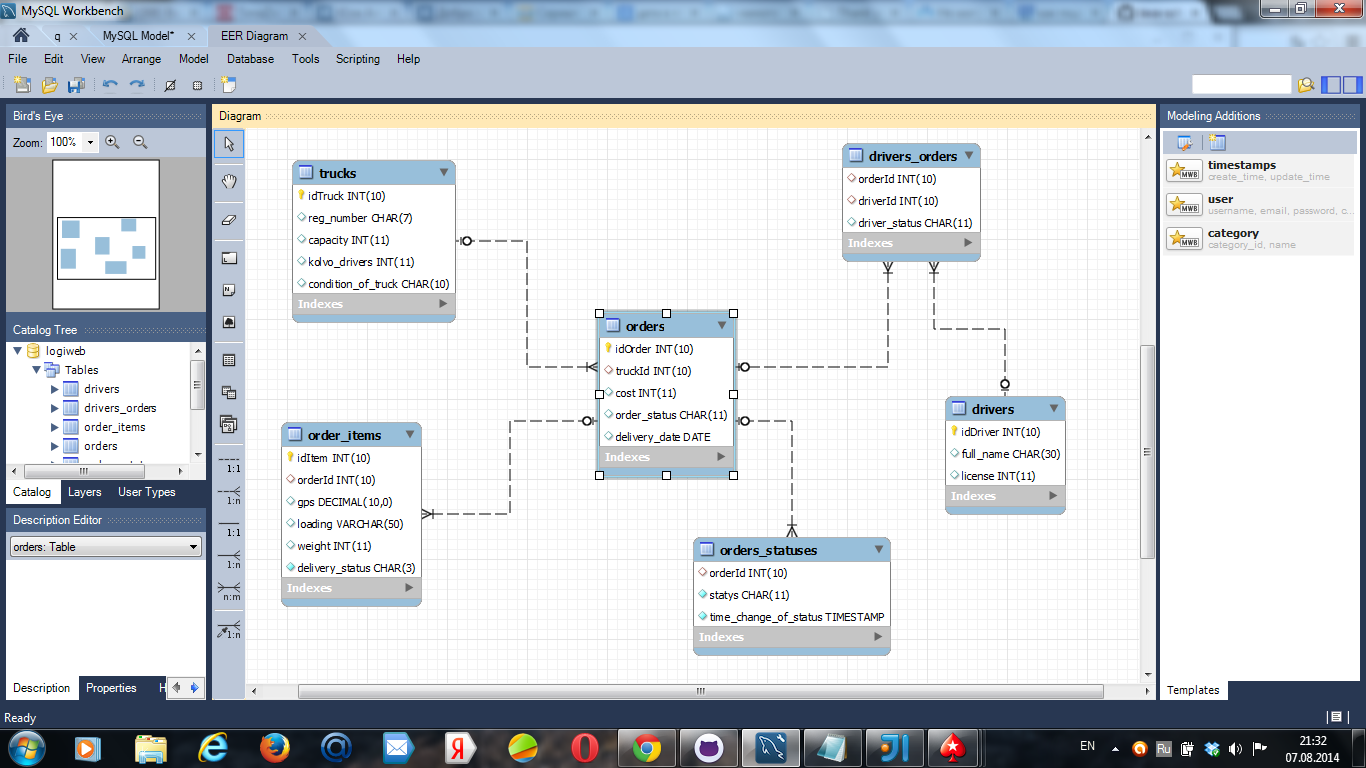 MySQL Workbench
q
MySQL Model*
EER Diagram
File Edit View Arrange Model Database Tools Scripting Help
Bird's Eye
Zoom: 100%
Catalog Tree
logiweb
Tables
drivers
drivers_orders
order_items
orders
Catalog Layers User Types
Description Editor
orders: Table
Description Properties H
Diagram
1:1
1:n
1:1
1:n
n:m
1:n
trucks
idTruck INT(10)
reg_number CHAR(7)
capacity INT(11)
kolvo_drivers INT(11)
condition_of_truck CHAR(10)
Indexes
drivers_orders
orderId INT(10)
driverId INT(10)
driver_status CHAR(11)
Indexes
orders
idOrder INT(10)
truckId INT(10)
cost INT(11)
order_status CHAR(11)
delivery_date DATE
Indexes
order_items
idItem INT(10)
orderId INT(10)
gps DECIMAL(10,0)
loading VARCHAR(50)
weight INT(11)
delivery_status CHAR(3)
Indexes
drivers
idDriver INT(10)
full_name CHAR(30)
license INT(11)
Indexes
orders_statuses
orderId INT(10)
statys CHAR(11)
time_change_of_status TIMESTAMP
Indexes
Modeling Additions
MWB
timestamps
create_time, update_time
MWB
user
username, email, password, c...
MWB
category
category_id, name
Templates
Ready
EN
Ru
21:32
07.08.2014